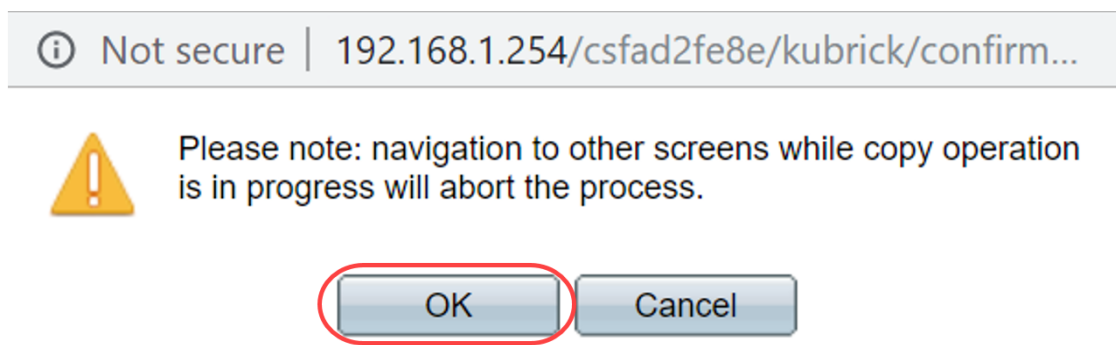 Not secure | 192.168.1.254/csfad2fe8e/kubrick/confirm...
Please note: navigation to other screens while copy operation
is in progress will abort the process.
OK Cancel